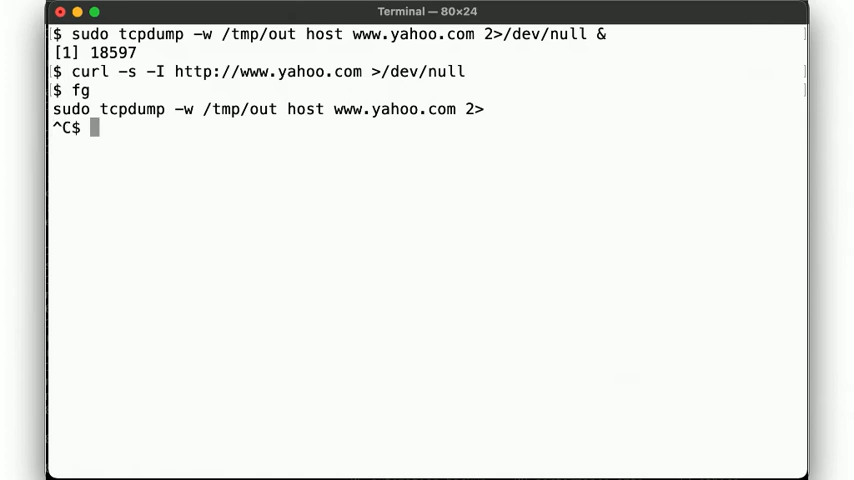 Terminal — 80×24
$ sudo tcpdump -w /tmp/out host www.yahoo.com 2>/dev/null &
[1] 18597
$ curl -s -I http://www.yahoo.com >/dev/null
$ fg
sudo tcpdump -w /tmp/out host www.yahoo.com 2>
^C$